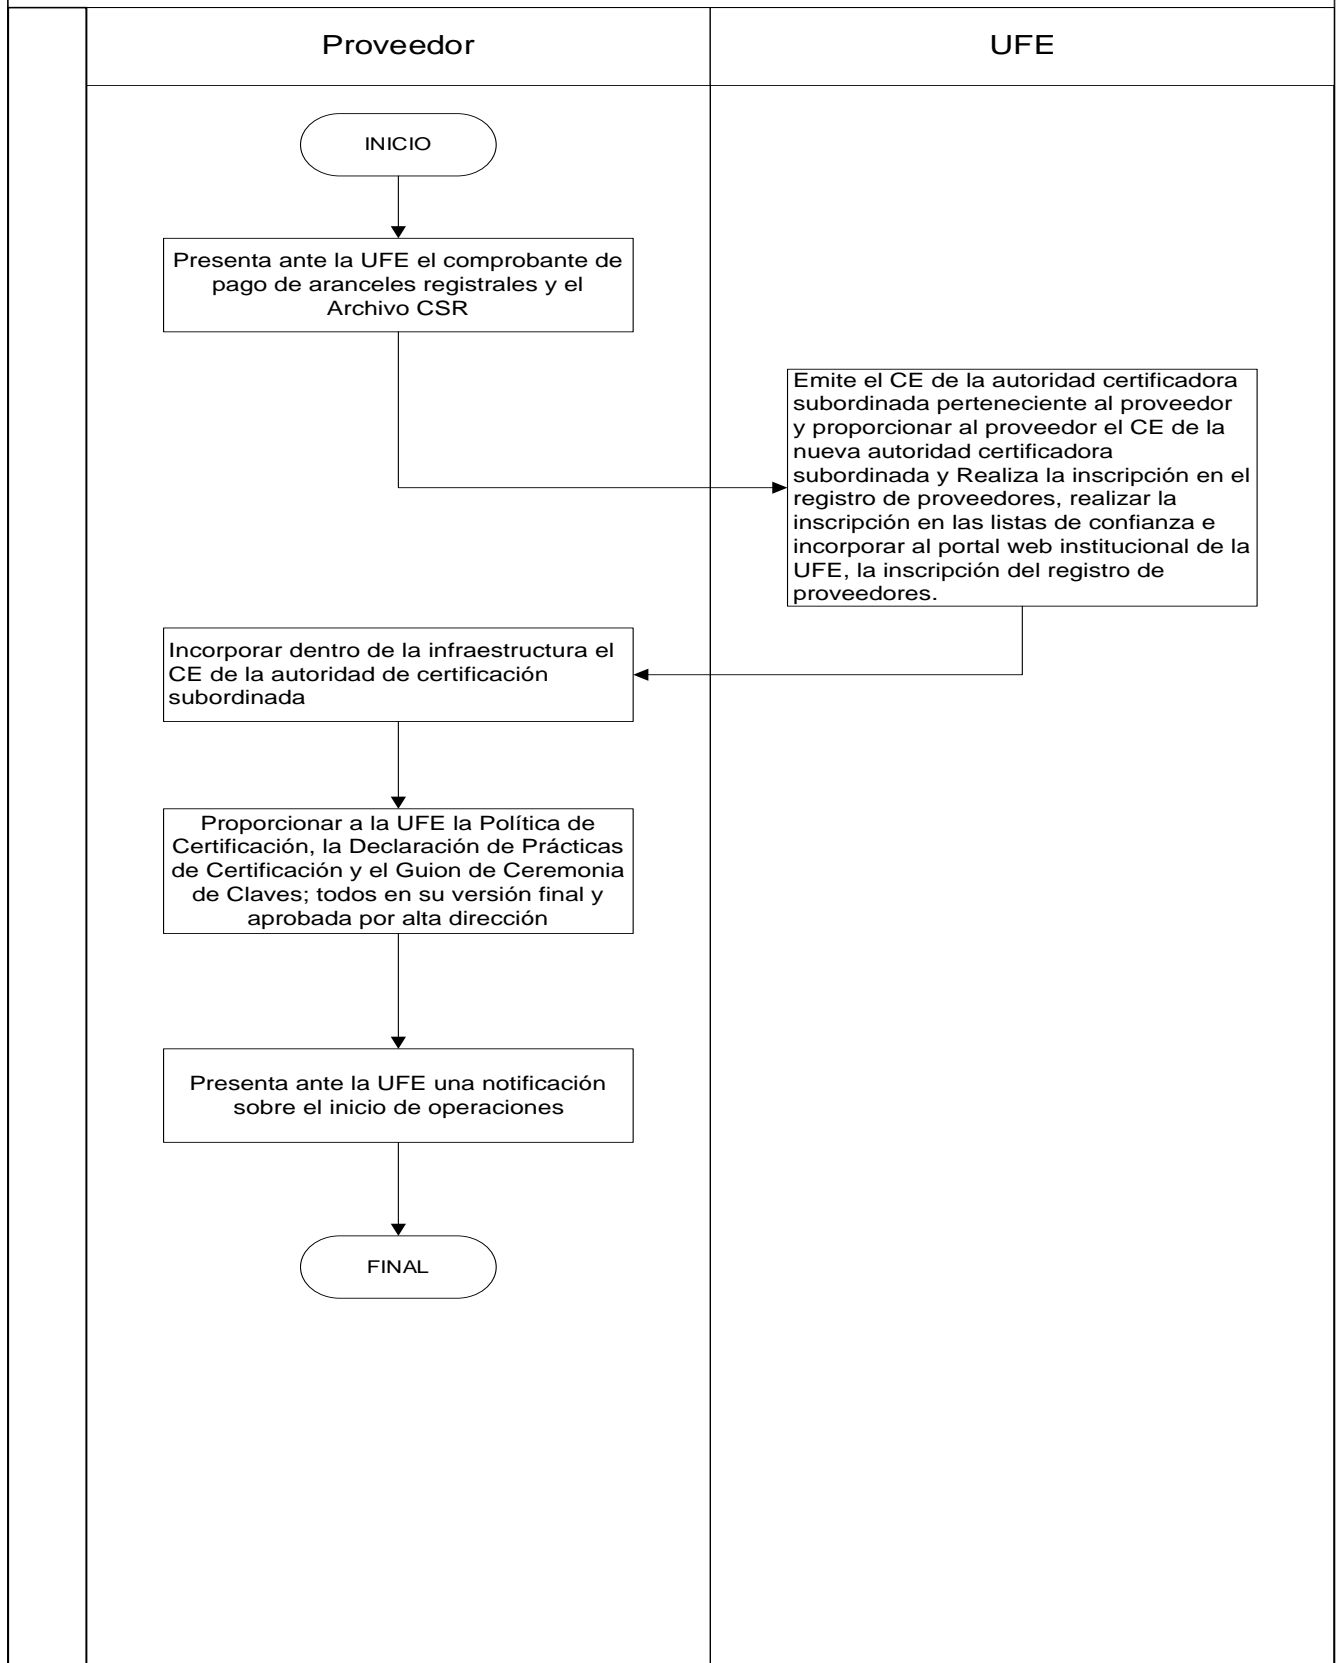 Proveedor
UFE
INICIO
Presenta ante la UFE el comprobante de
pago de aranceles registrales y el
Archivo CSR
Emite el CE de la autoridad certificadora
subordinada perteneciente al proveedor
y proporcionar al proveedor el CE de la
nueva autoridad certificadora
subordinada y Realiza la inscripción en el
registro de proveedores, realizar la
inscripción en las listas de confianza e
incorporar al portal web institucional de la
UFE, la inscripción del registro de
proveedores.
Incorporar dentro de la infraestructura el
CE de la autoridad de certificación
subordinada
Proporcionar a la UFE la Política de
Certificación, la Declaración de Prácticas
de Certificación y el Guion de Ceremonia
de Claves; todos en su versión final y
aprobada por alta dirección
Presenta ante la UFE una notificación
sobre el inicio de operaciones
FINAL